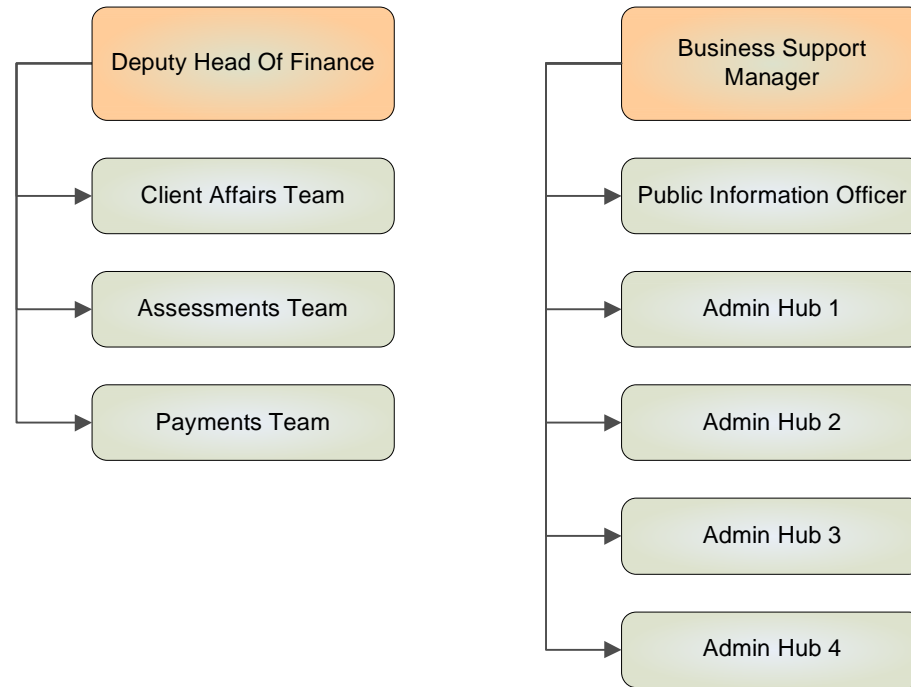 Deputy Head Of Finance
Client Affairs Team
Assessments Team
Payments Team
Business Support
Manager
Public Information Officer
Admin Hub 1
Admin Hub 2
Admin Hub 3
Admin Hub 4